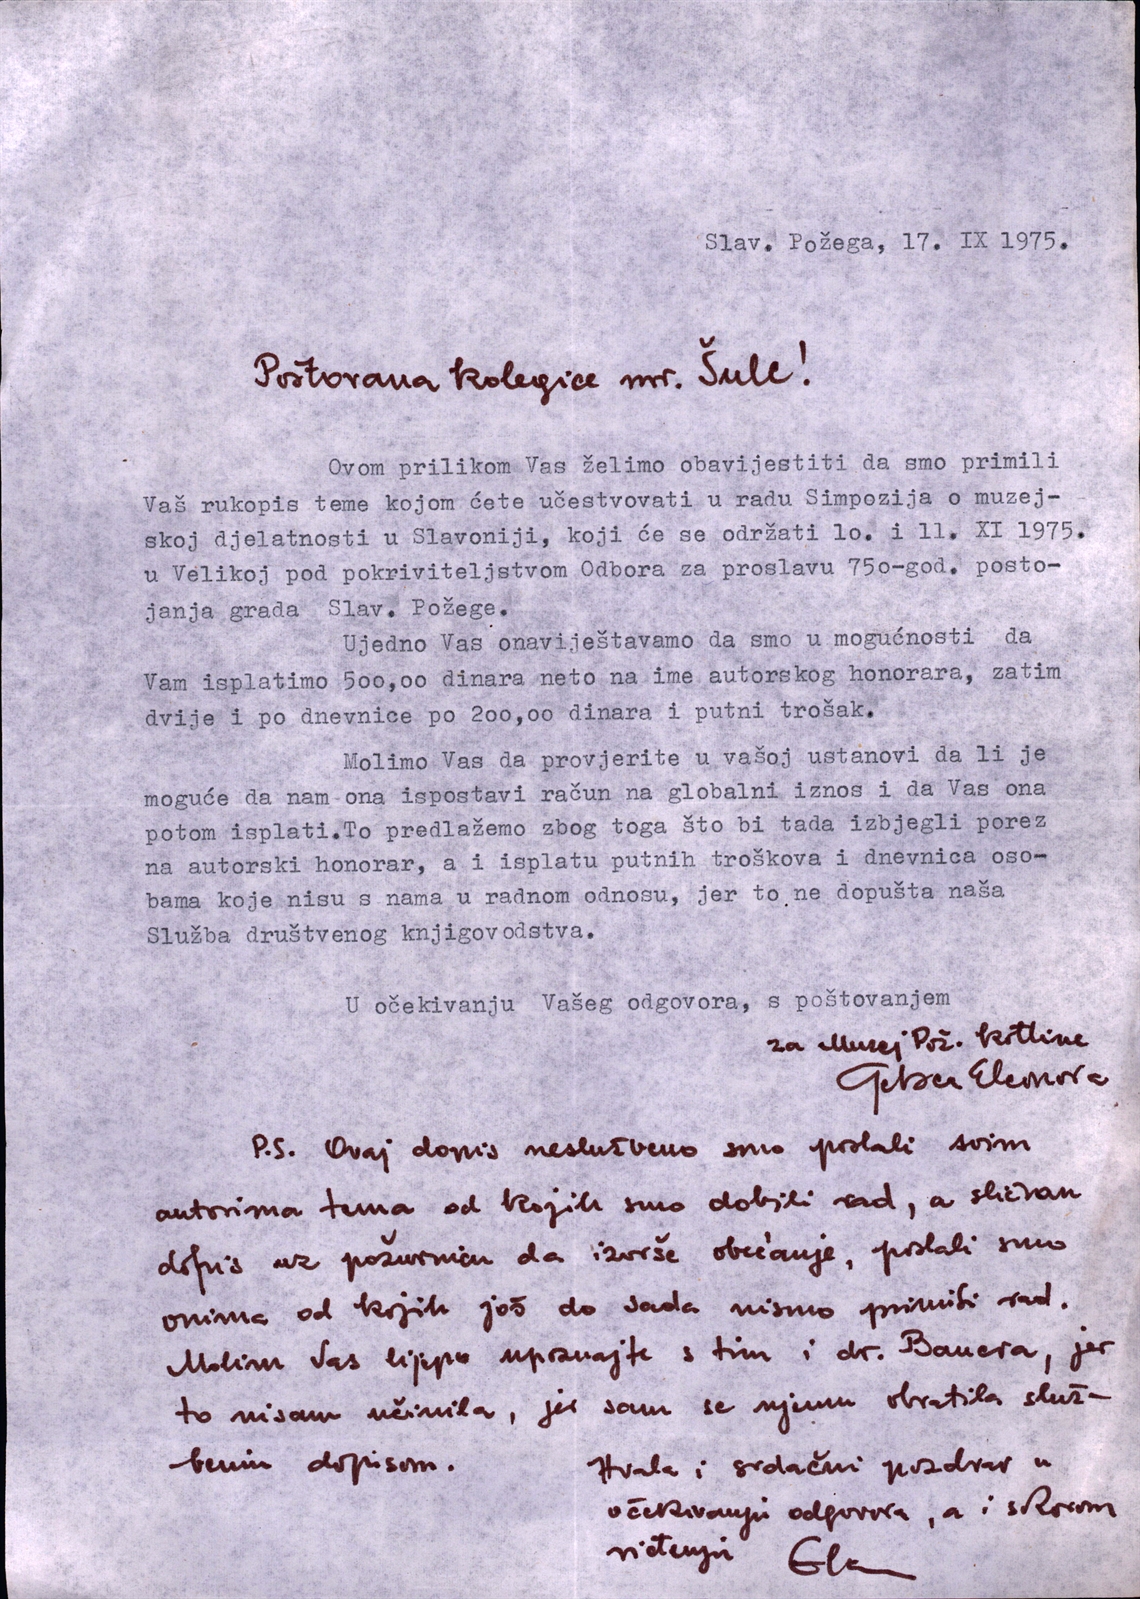 Slav. Požega, 17. IX 1975.
Poštovana kolegice mr. Šulc!
Ovom prilikom Vas želimo obavijestiti da smo primili
Vaš rukopis teme kojom ćete učestvovati u radu Simpozija o muzej-
skoj djelatnosti u Slavoniji, koji će se održati lo. i ll. XI 1975.
u Velikoj pod pokriviteljstvom Odbora za proslavu 75o-god. posto-
janja grada Slav. Požege.
Ujedno Vas onaviještavamo da smo u mogućnosti da
Vam isplatimo 5oo,oo dinara neto na ime autorskog honorara, zatim
dvije i po dnevnice po 2oo,oo dinara i putni trošak.
Molimo Vas da provjerite u vašoj ustanovi da li je
moguće da nam ona ispostavi račun na globalni iznos i da Vas ona
potom isplati.To predlažemo zbog toga što bi tada izbjegli porez
na autorski honorar, a i isplatu putnih troškova i dnevnica oso-
bama koje nisu s nama u radnom odnosu, jer to ne dopušta naša
Služba društvenog knjigovodstva.
U očekivanju Vašeg odgovora, s poštovanjem
za Muzej Pož. kotline
Eleonora
P.S. Ovaj dopis neslužbeno smo poslali svim
autorima tema od kojih smo dobili rad, a sličan
dopis uz požurnicu da izvrše obećanje, poslali smo
onima od kojih još do sada nismo primili rad.
Molim Vas lijepo upoznajte s tim i dr. Bauera, jer
to nisam učinila, jer sam se njemu obratila služ-
benim dopisom.
Hvala i srdačni pozdrav u
očekivanju odgovora, a i skorom
viđenju Ela